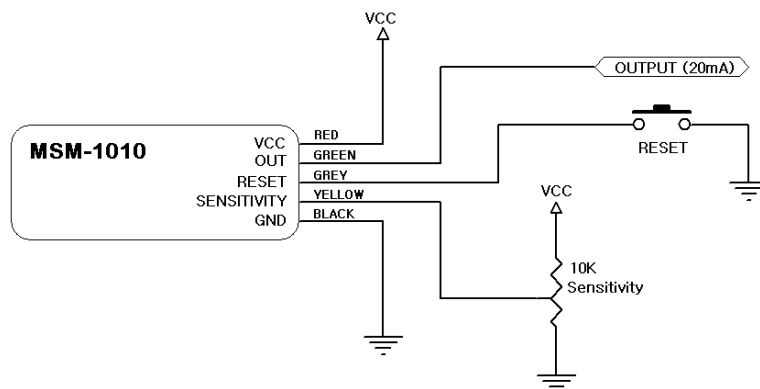 VCC
OUTPUT (20mA)
MSM-1010
VCC
RED
OUT
GREEN
RESET
GREY
SENSITIVITY
YELLOW
GND
BLACK
RESET
VCC
10K
Sensitivity